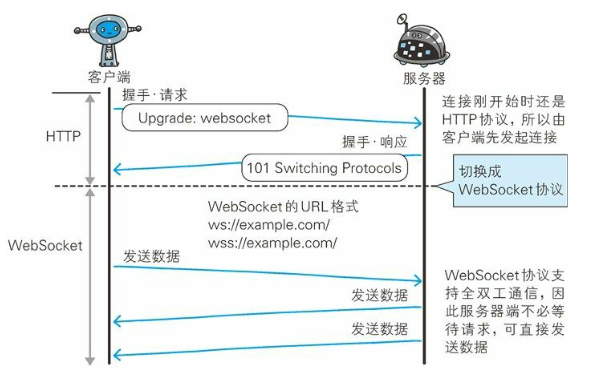 客户端
服务器
握手·请求
Upgrade: websocket
连接刚开始时还是
HTTP协议，所以由
客户端先发起连接
HTTP
握手·响应
101 Switching Protocols
切换成
WebSocket协议
WebSocket的URL格式
ws://example.com/
wss://example.com/
WebSocket
发送数据
发送数据
发送数据
WebSocket协议支
持全双工通信，因
此服务器端不必等
待请求，可直接发
送数据